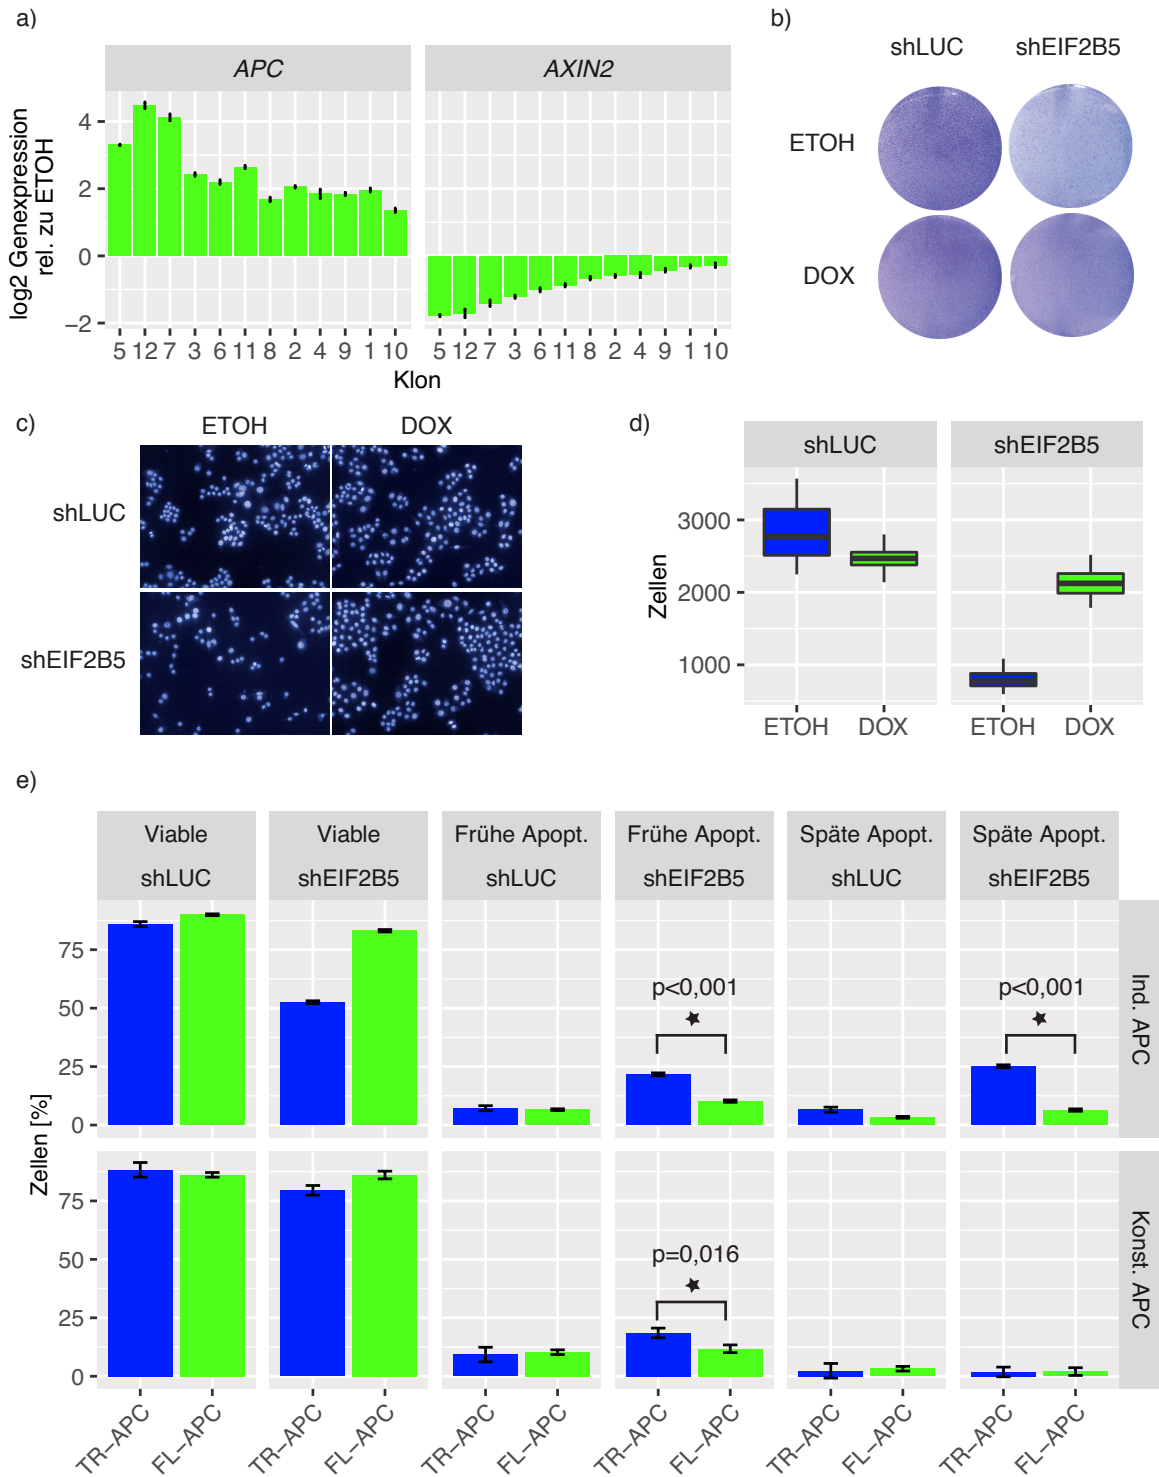 a)
APC AXIN2
log2 Genexpression
rel. zu ETOH
4
2
0
−2
5 12 7 3 6 11 8 2 4 9 1 10 5 12 7 3 6 11 8 2 4 9 1 10
Klon
b)
shLUC shEIF2B5
ETOH
DOX
c)
ETOH DOX
shLUC
shEIF2B5
d)
shLUC shEIF2B5
Zellen
3000
2000
1000
ETOH DOX ETOH DOX
e)
Viable Viable Frühe Apopt. Frühe Apopt. Späte Apopt. Späte Apopt.
shLUC shEIF2B5 shLUC shEIF2B5 shLUC shEIF2B5
Zellen [%]
75
50
25
0
p<0,001 p<0,001
Ind. APC
75
50
25
0
p=0,016
Konst. APC
TR−APC FL−APC TR−APC FL−APC TR−APC FL−APC TR−APC FL−APC TR−APC FL−APC TR−APC FL−APC